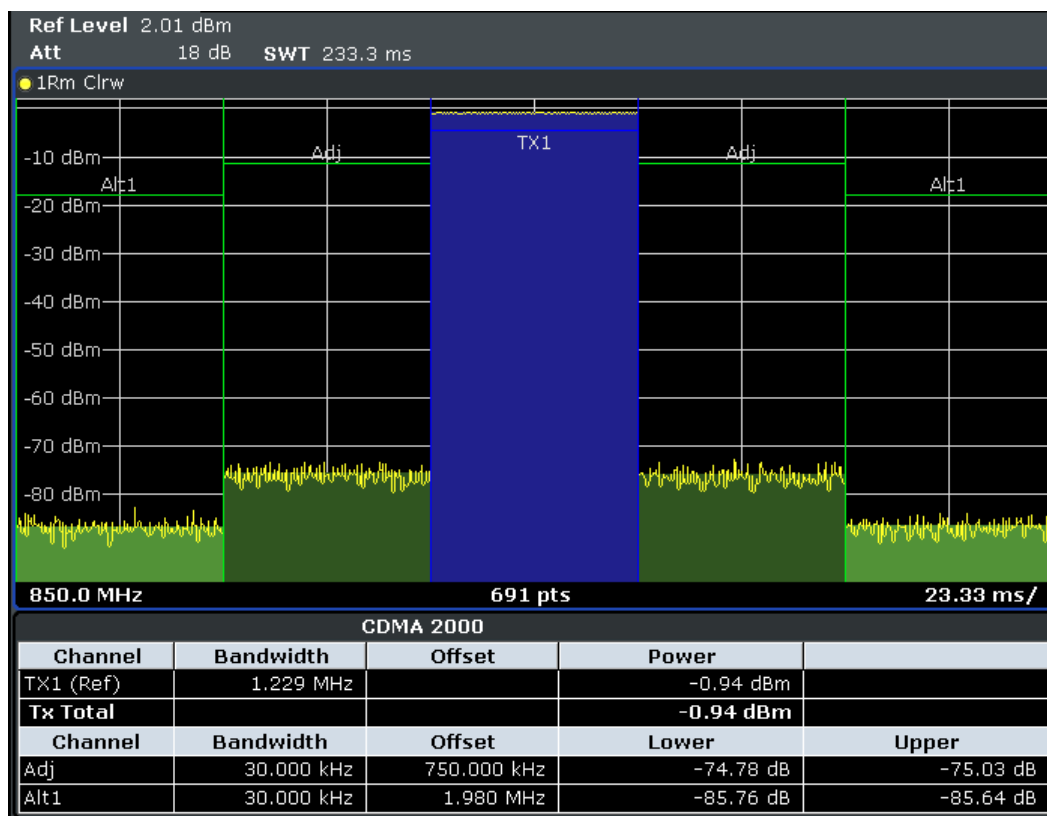 Ref Level 2.01 dBm
Att 18 dB SWT 233.3 ms
1Rm Clrw
TX1
-10 dBm Adj Adj
Alt1 Alt1
-20 dBm
-30 dBm
-40 dBm
-50 dBm
-60 dBm
-70 dBm
-80 dBm
850.0 MHz 691 pts 23.33 ms/
CDMA 2000
Channel Bandwidth Offset Power
TX1 (Ref) 1.229 MHz -0.94 dBm
Tx Total -0.94 dBm
Channel Bandwidth Offset Lower Upper
Adj 30.000 kHz 750.000 kHz -74.78 dB -75.03 dB
Alt1 30.000 kHz 1.980 MHz -85.76 dB -85.64 dB